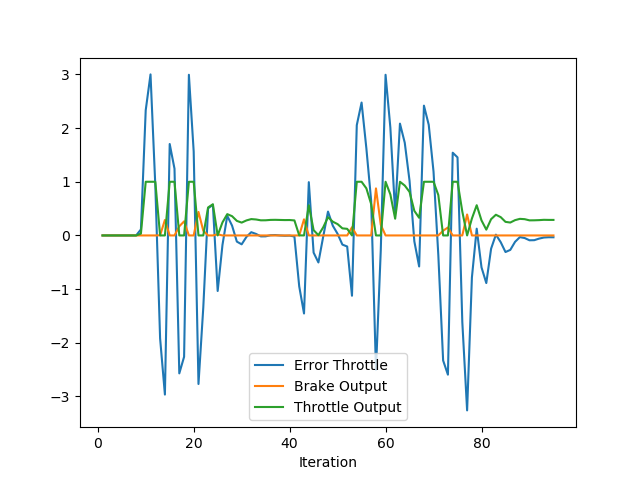 3
2
1
0
−1
−2
−3
Error Throttle
Brake Output
Throttle Output
0 20 40 60 80
Iteration